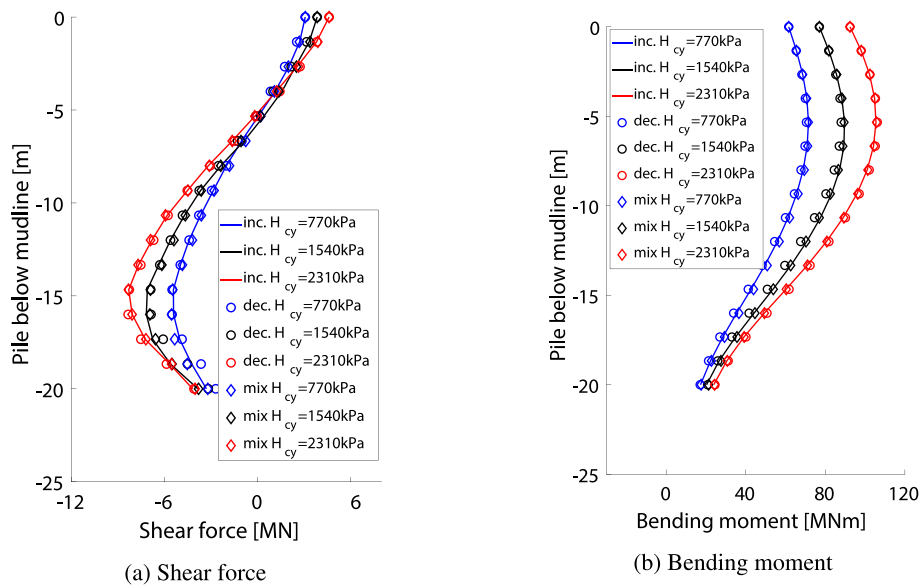 0
-5
-10
-15
-20
-25
-12
-6
0
6
Pile below mudline [m]
Shear force [MN]
inc. H cy=770kPa
inc. H cy=1540kPa
inc. H cy=2310kPa
dec. H cy=770kPa
dec. H cy=1540kPa
dec. H cy=2310kPa
mix H cy=770kPa
mix H cy=1540kPa
mix H cy=2310kPa
(a) Shear force
0
-5
-10
-15
-20
-25
0
40
80
120
Pile below mudline [m]
Bending moment [MNm]
inc. H cy=770kPa
inc. H cy=1540kPa
inc. H cy=2310kPa
dec. H cy=770kPa
dec. H cy=1540kPa
dec. H cy=2310kPa
mix H cy=770kPa
mix H cy=1540kPa
mix H cy=2310kPa
(b) Bending moment